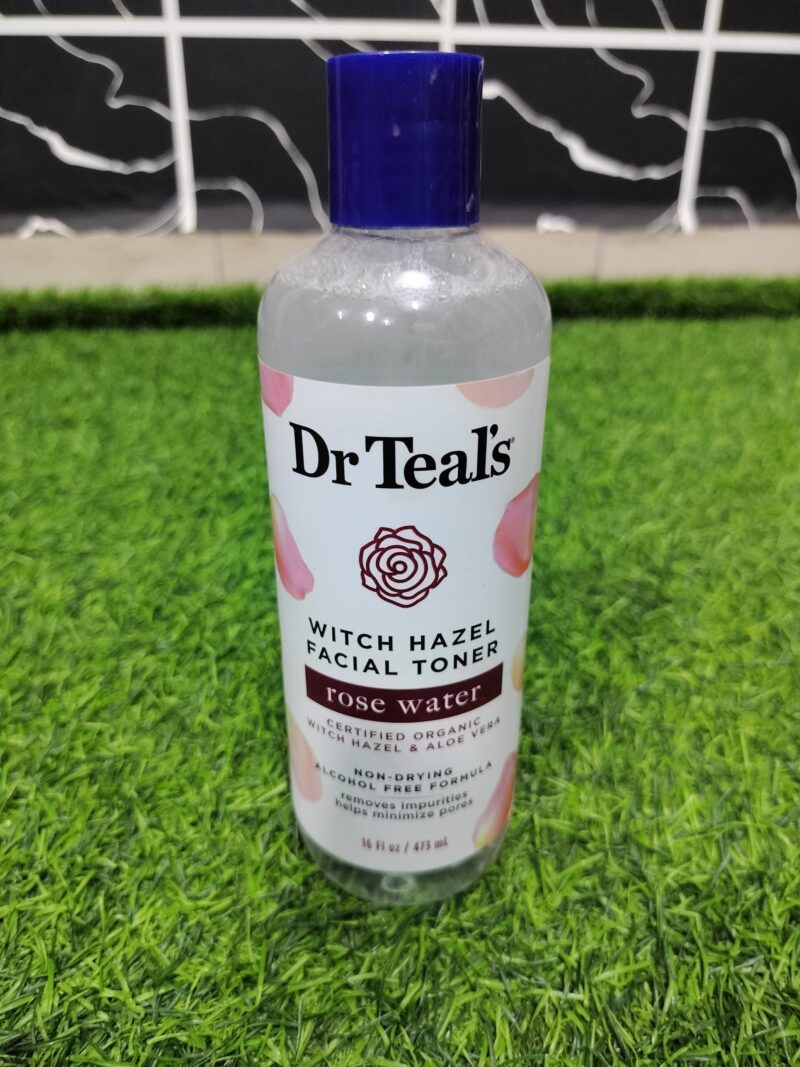 Dr Teal's®
WITCH HAZEL
FACIAL TONER
rose water
CERTIFIED ORGANIC
WITCH HAZEL & ALOE VERA
NON-DRYING
ALCOHOL FREE FORMULA
removes impurities
helps minimize pores
16 Fl oz / 473 mL